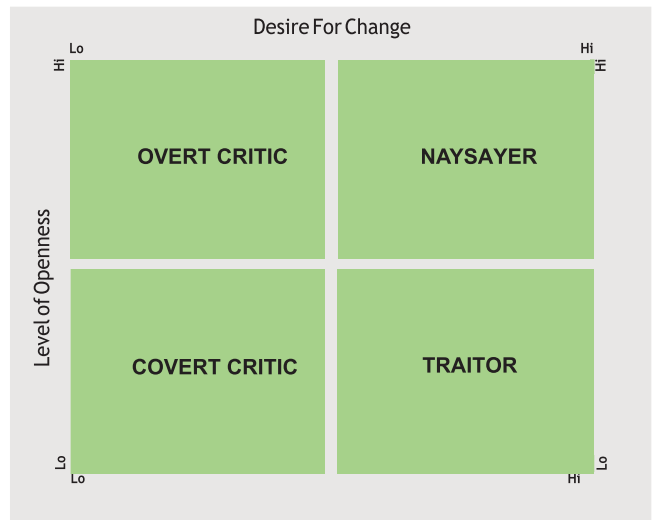 Desire For Change
Lo Hi
Hi Hi
OVERT CRITIC NAYSAYER
Level of Openness
COVERT CRITIC TRAITOR
Lo Lo
Lo Hi